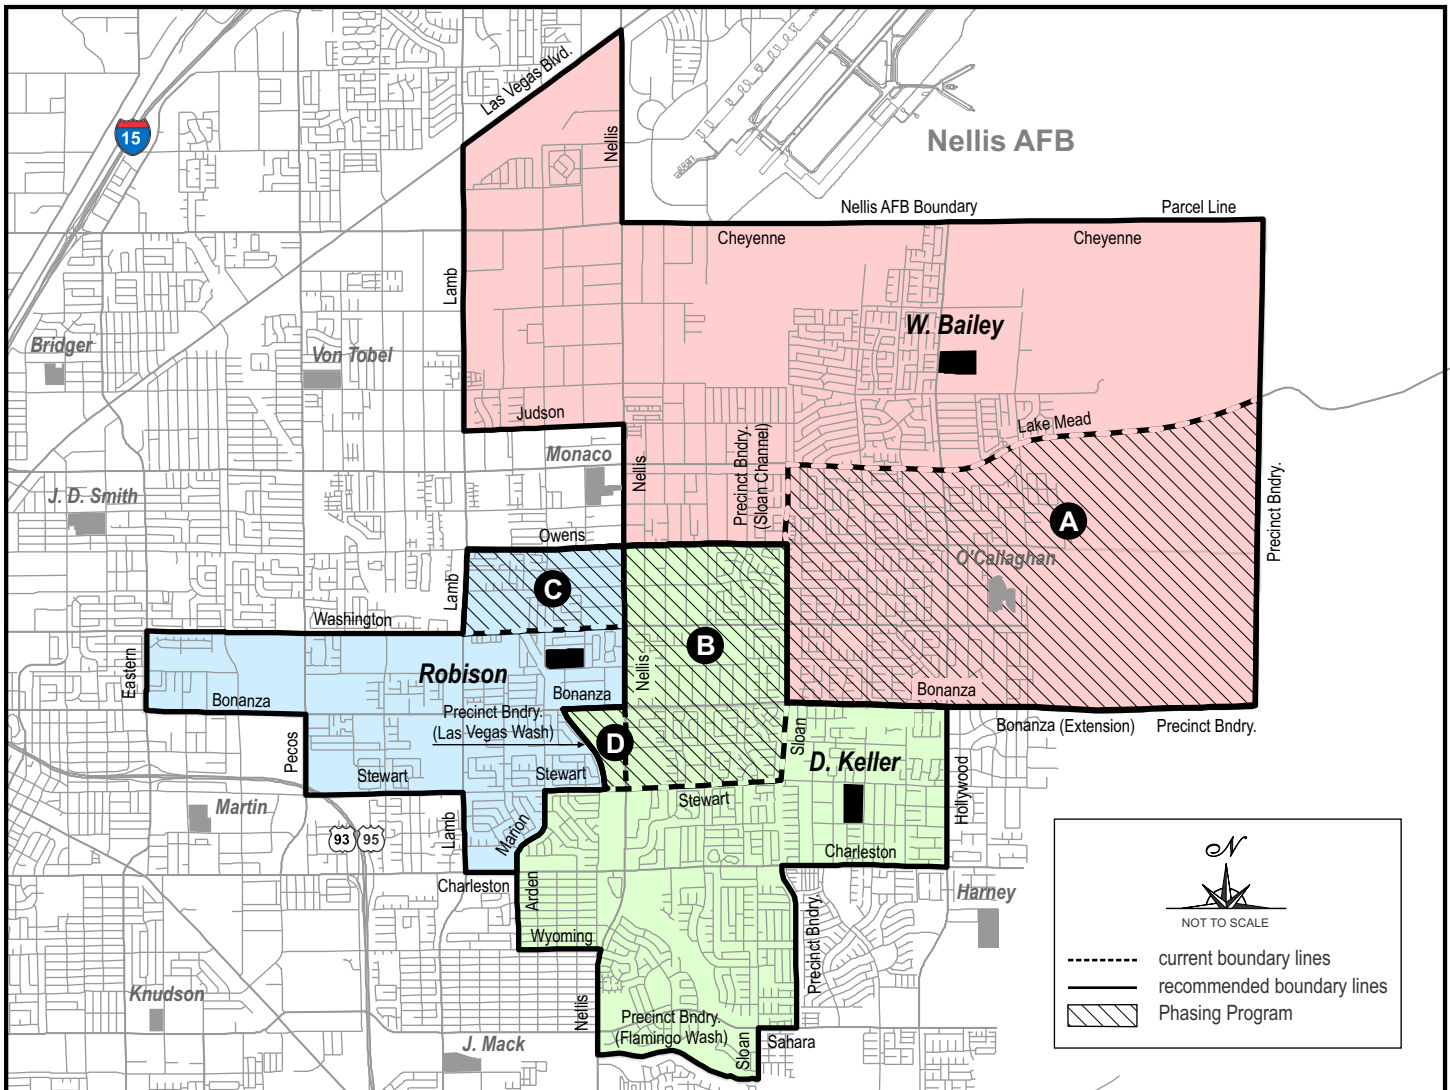 Las Vegas Blvd.
15
Nellis
Nellis AFB
Nellis AFB Boundary
Parcel Line
Cheyenne
Cheyenne
Lamb
W. Bailey
Bridger
Von Tobel
Judson
Lake Mead
Monaco
Nellis
Precinct Bndry.
(Sloan Channel)
J. D. Smith
A
Precinct Bndry.
Owens
O'Callaghan
C
Lamb
Washington
B
Eastern
Robison
Nellis
Bonanza
Bonanza
Bonanza
Precinct Bndry.
(Las Vegas Wash)
Bonanza (Extension)
Precinct Bndry.
D
Sloan
Pecos
D. Keller
Stewart
Stewart
Stewart
Hollywood
Martin
93
95
Lamb
Marion
Charleston
Charleston
Arden
Harney
Wyoming
Precinct Bndry.
Knudson
Nellis
Precinct Bndry.
(Flamingo Wash)
Sloan
Sahara
J. Mack
N
NOT TO SCALE
current boundary lines
recommended boundary lines
Phasing Program